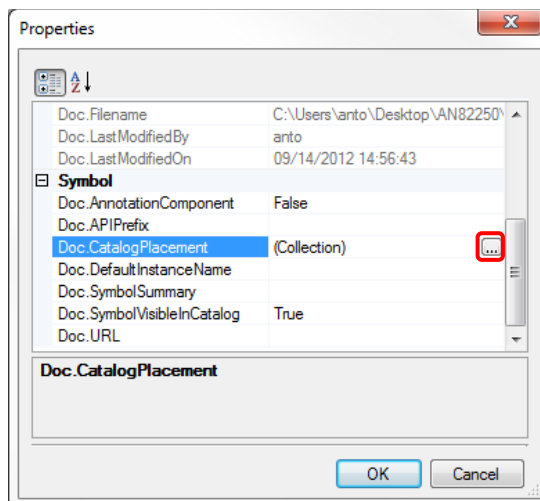 Properties
Doc.Filename C:\Users\anto\Desktop\AN82250\
Doc.LastModifiedBy anto
Doc.LastModifiedOn 09/14/2012 14:56:43
Symbol
Doc.AnnotationComponent False
Doc.APIPrefix
Doc.CatalogPlacement (Collection) ...
Doc.DefaultInstanceName
Doc.SymbolSummary
Doc.SymbolVisibleInCatalog True
Doc.URL
Doc.CatalogPlacement
OK Cancel